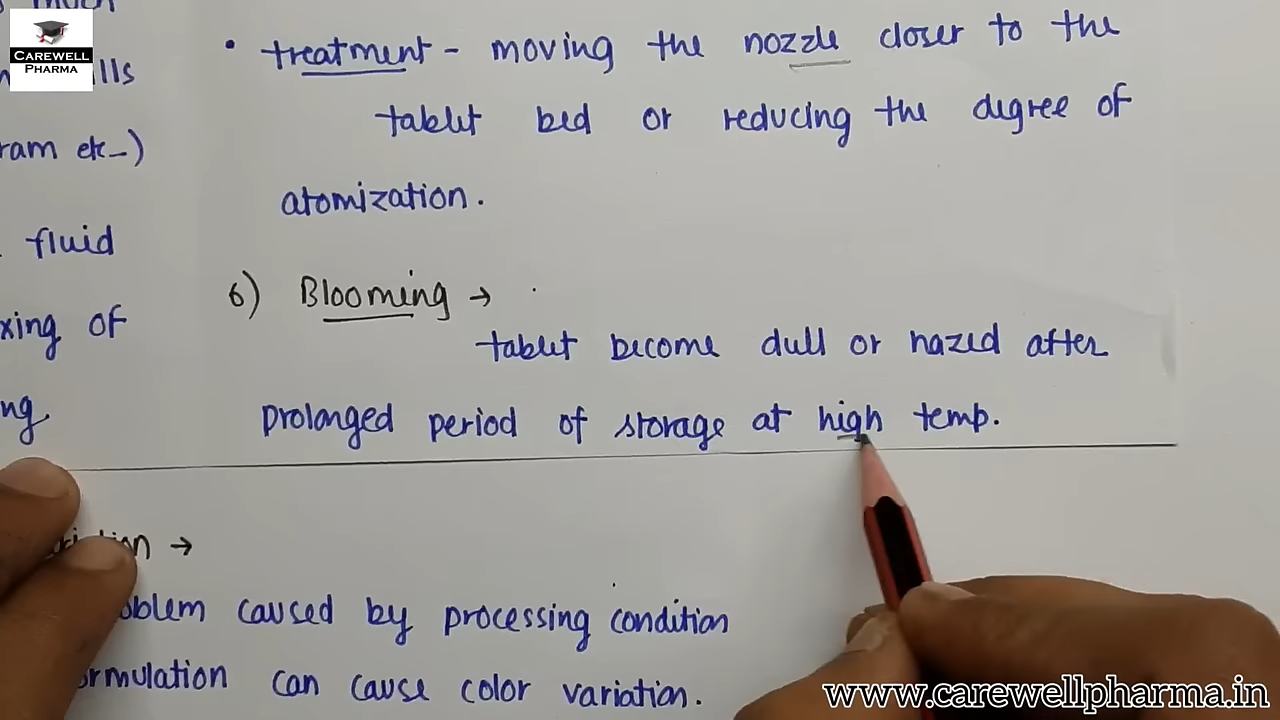 CAREWELL
PHARMA
ills
ram etc-)
fluid
xing of
ng
• treatment - moving the nozzle closer to the
tablet bed or reducing the degree of
atomization.
6) Blooming →
tablet become dull or hazed after
prolonged period of storage at high temp.
→
oblem caused by processing condition
ormulation can cause color variation.
www.carewellpharma.in